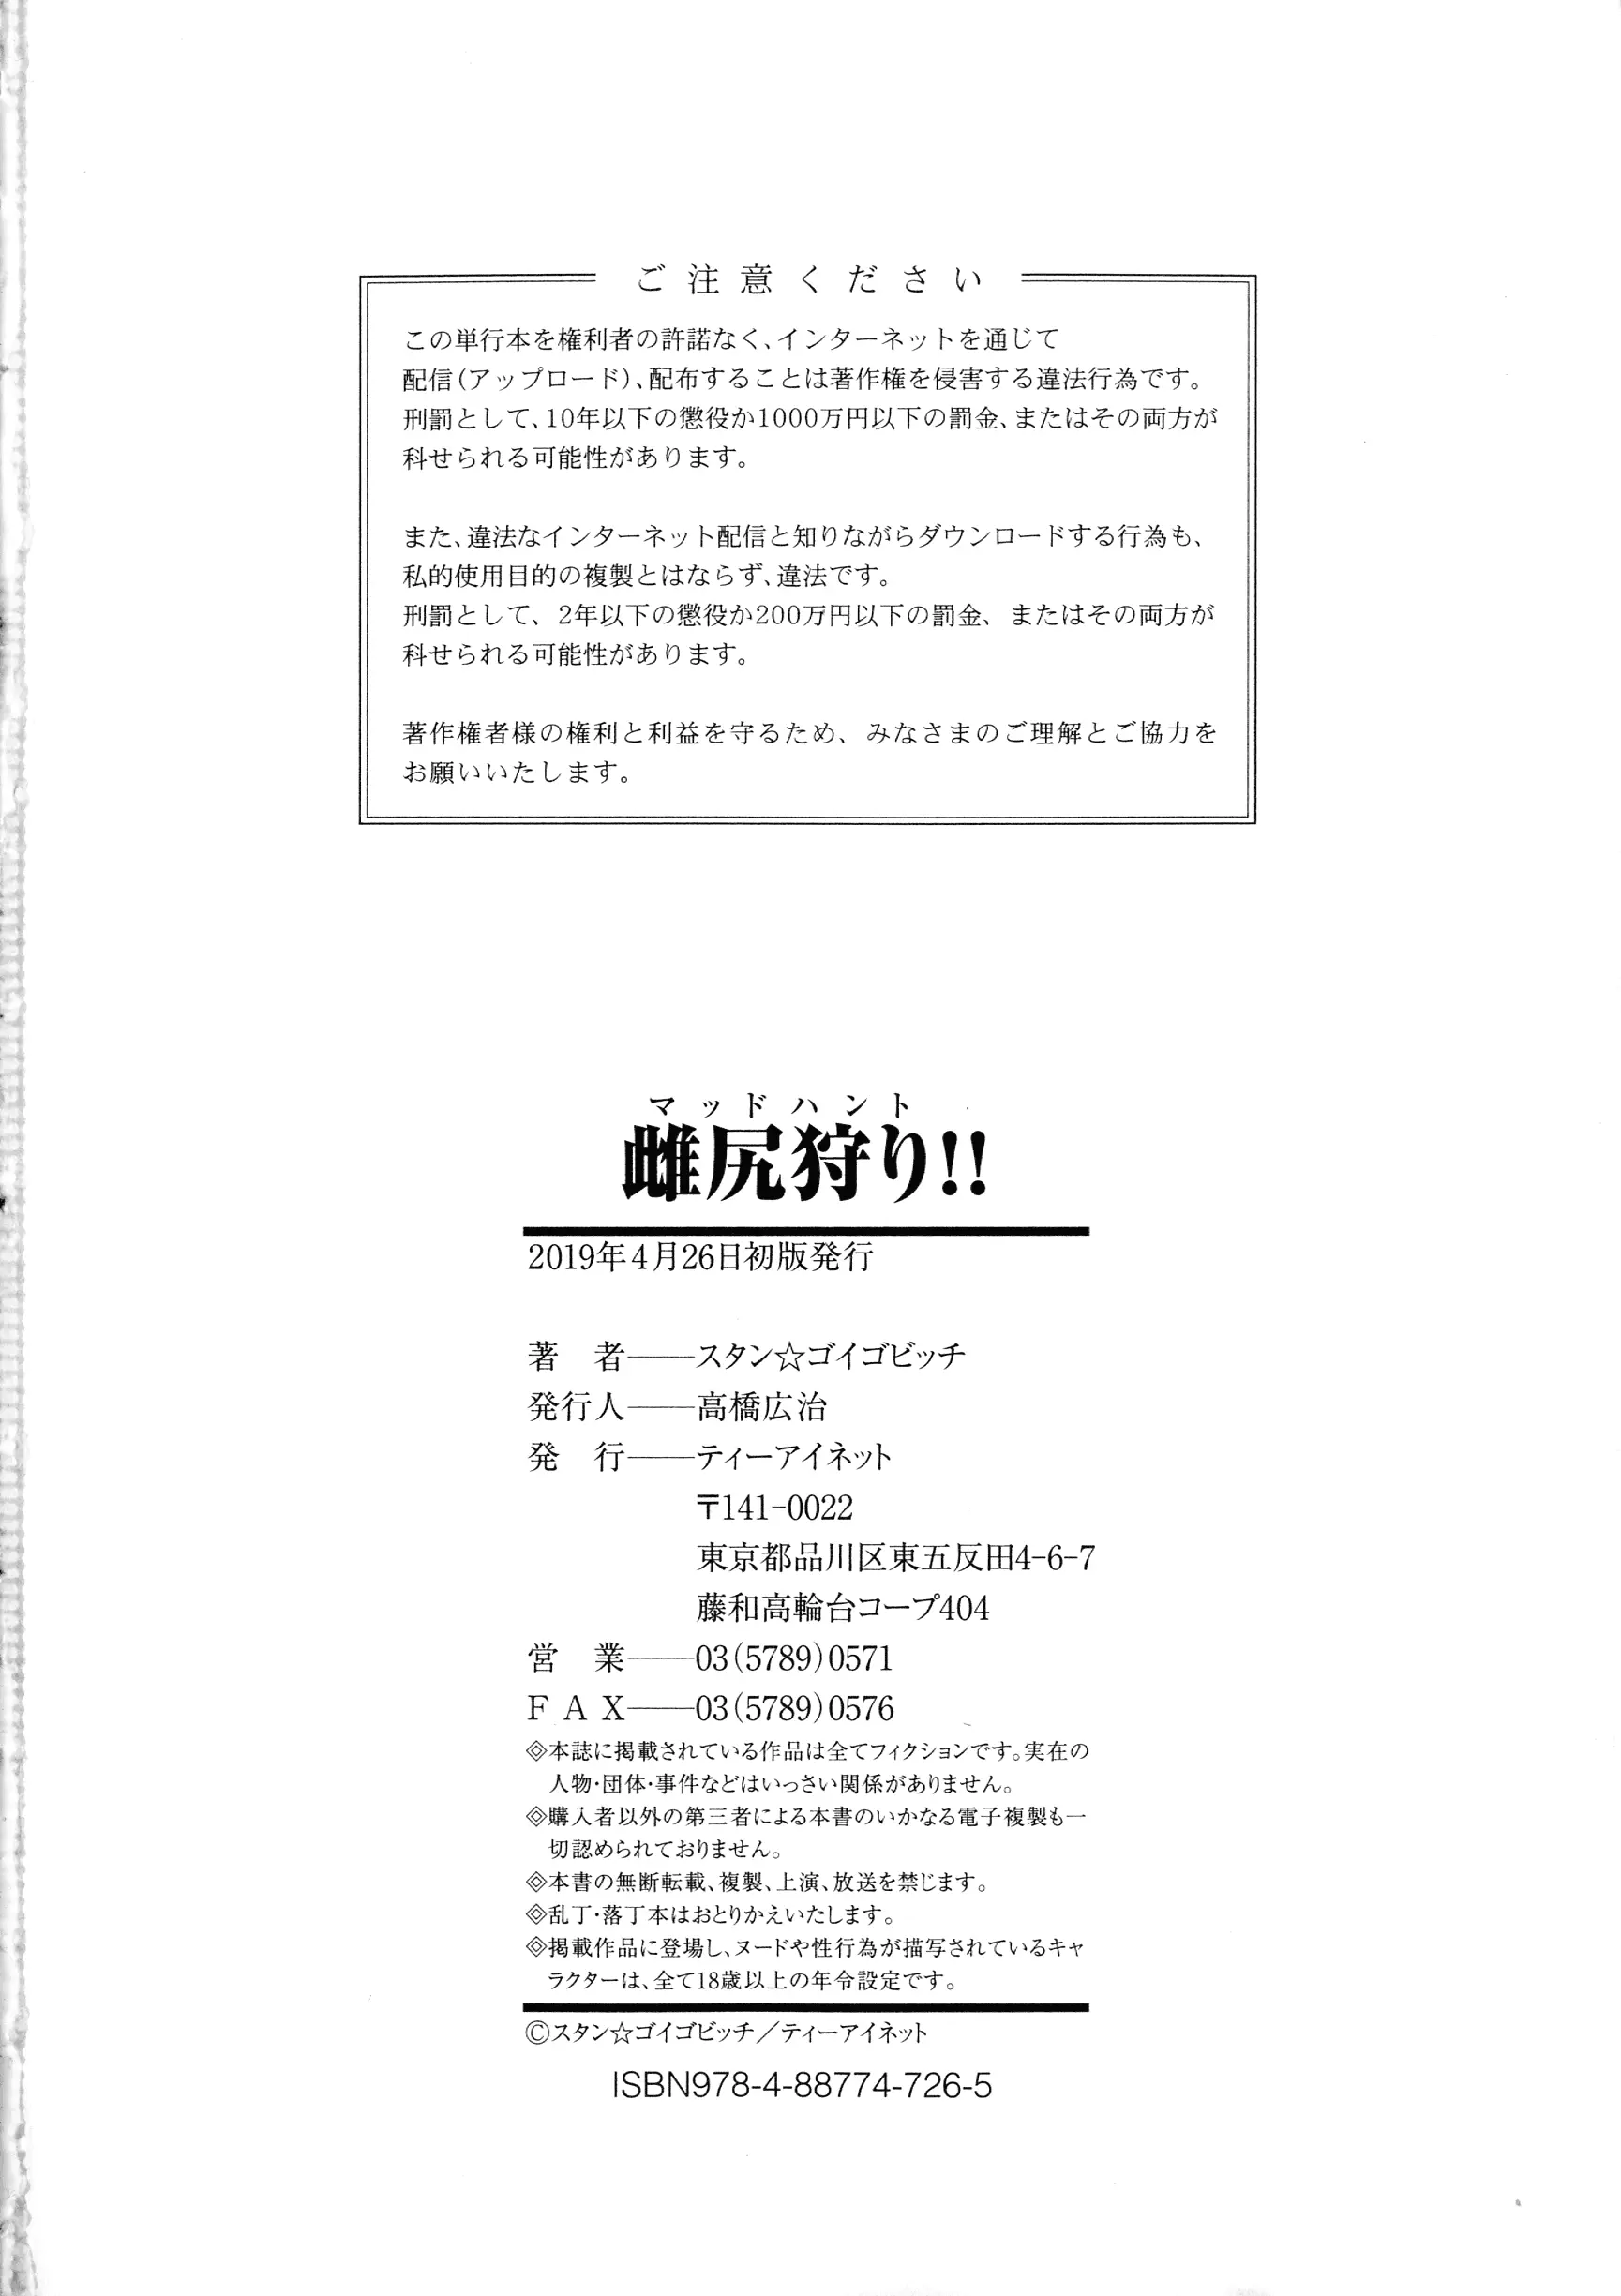 ご注意ください
この単行本を権利者の許諾なく、インターネットを通じて
配信(アップロード)、配布することは著作権を侵害する違法行為です。
刑罰として、10年以下の懲役か1000万円以下の罰金、またはその両方が
科せられる可能性があります。
また、違法なインターネット配信と知りながらダウンロードする行為も、
私的使用目的の複製とはならず、違法です。
刑罰として、2年以下の懲役か200万円以下の罰金、またはその両方が
科せられる可能性があります。
著作権者様の権利と利益を守るため、みなさまのご理解とご協力を
お願いいたします。
マッドハント
雌尻狩り!!
2019年4月26日初版発行
著　者――スタン☆ゴイゴビッチ
発行人――高橋広治
発　行――ティーアイネット
〒141-0022
東京都品川区東五反田4-6-7
藤和高輪台コープ404
営　業――03(5789)0571
FAX――03(5789)0576
◈本誌に掲載されている作品は全てフィクションです。実在の
人物・団体・事件などはいっさい関係がありません。
◈購入者以外の第三者による本書のいかなる電子複製も一
切認められておりません。
◈本書の無断転載、複製、上演、放送を禁じます。
◈乱丁・落丁本はおとりかえいたします。
◈掲載作品に登場し、ヌードや性行為が描写されているキャ
ラクターは、全て18歳以上の年令設定です。
©スタン☆ゴイゴビッチ／ティーアイネット
ISBN978-4-88774-726-5